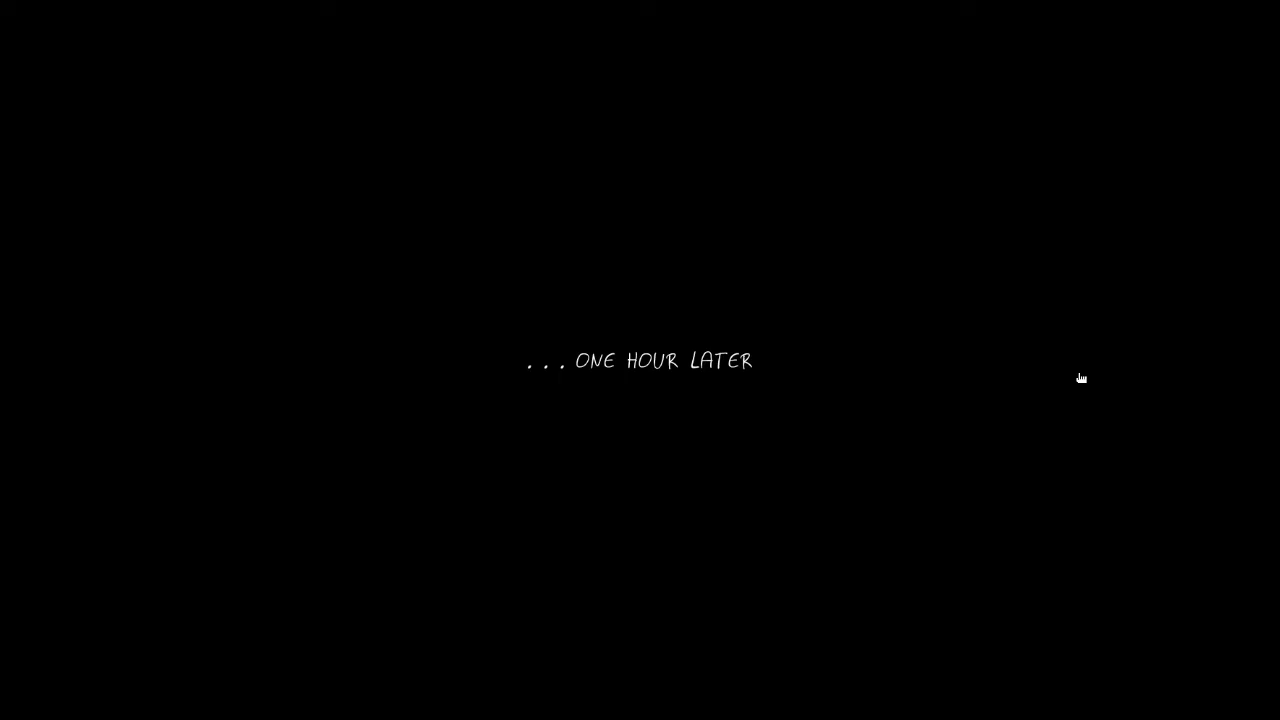 . . . ONE HOUR LATER